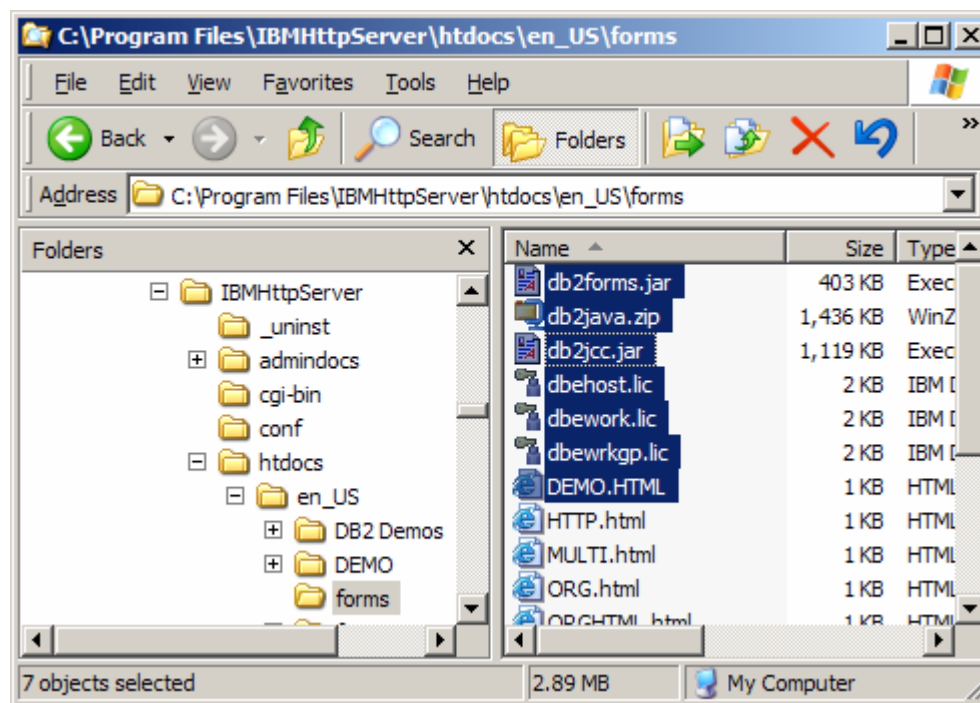 C:\Program Files\IBMHttpServer\htdocs\en_US\forms
File Edit View Favorites Tools Help
Back Search Folders »
Address C:\Program Files\IBMHttpServer\htdocs\en_US\forms
Folders
Name Size Type
IBMHttpServer
_uninst
admindocs
cgi-bin
conf
htdocs
en_US
DB2 Demos
DEMO
forms
db2forms.jar 403 KB Exec
db2java.zip 1,436 KB WinZ
db2jcc.jar 1,119 KB Exec
dbehost.lic 2 KB IBM
dbework.lic 2 KB IBM
dbewrkgp.lic 2 KB IBM
DEMO.HTML 1 KB HTML
HTTP.html 1 KB HTML
MULTI.html 1 KB HTML
ORG.html 1 KB HTML
ORGHTML.html 1 KB HTML
7 objects selected 2.89 MB My Computer